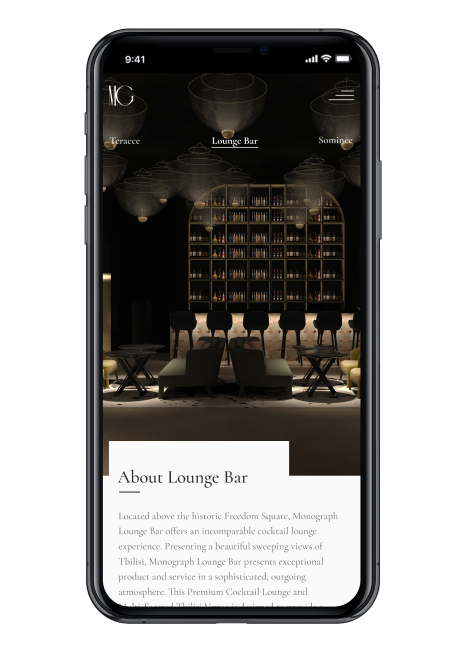 9:41
MG
Teracce Lounge Bar Sominee
About Lounge Bar
Located above the historic Freedom Square, Monograph
Lounge Bar offers an incomparable cocktail lounge
experience. Presenting a beautiful sweeping views of
Tbilisi, Monograph Lounge Bar presents exceptional
product and service in a sophisticated, outgoing
atmosphere. This Premium Cocktail Lounge and